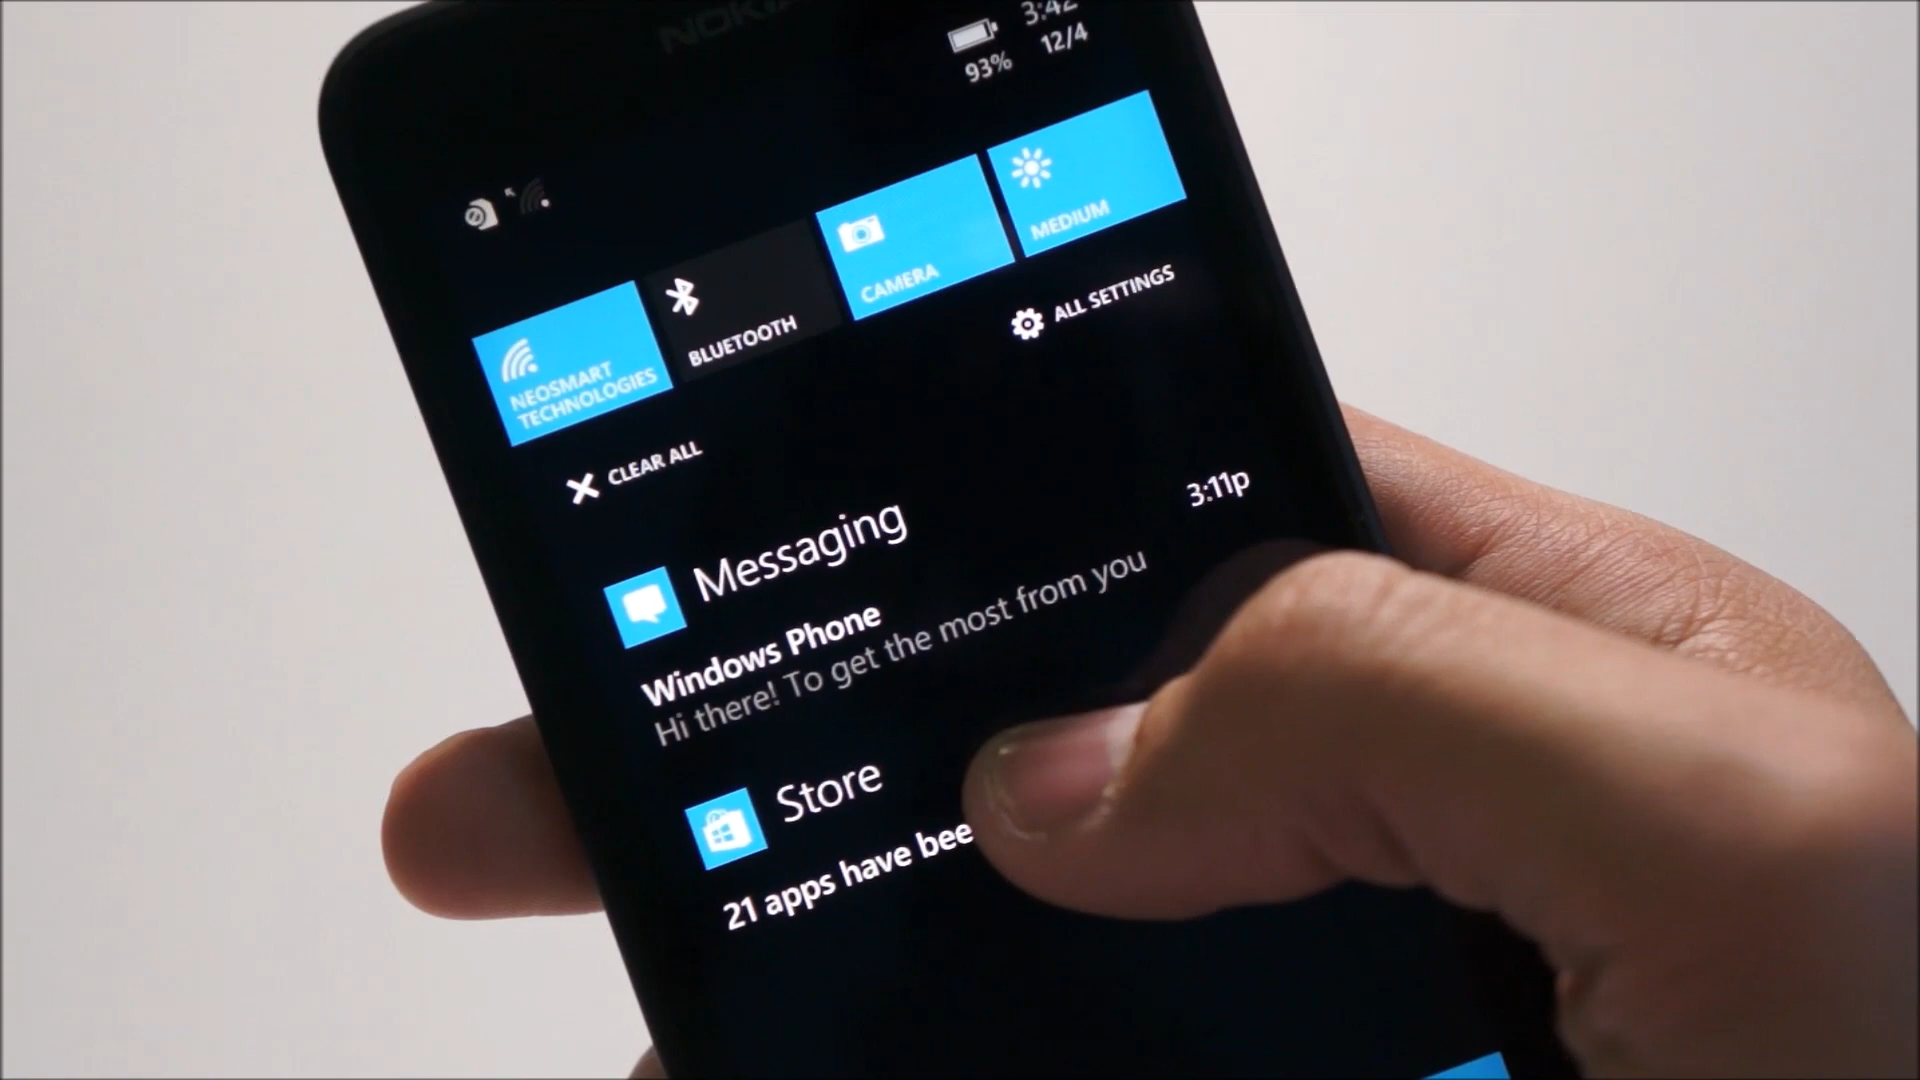 NOKIA
3:42
93%
12/4
NEOSMART
TECHNOLOGIES
BLUETOOTH
CAMERA
MEDIUM
ALL SETTINGS
CLEAR ALL
Messaging
3:11p
Windows Phone
Hi there! To get the most from you
Store
21 apps have bee